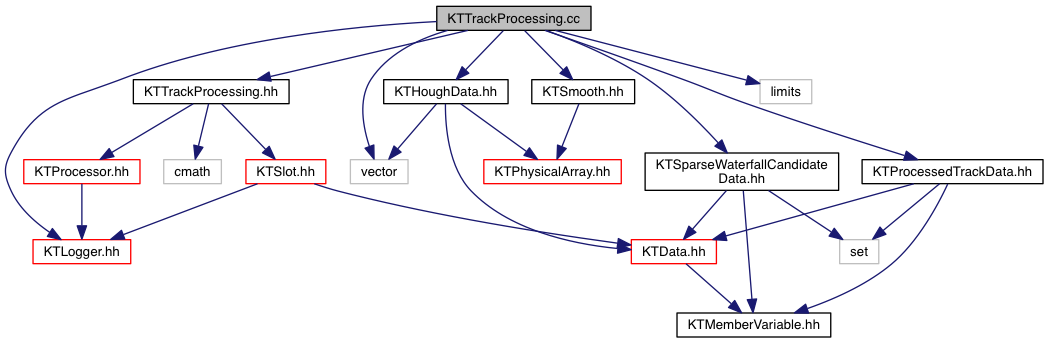 KTTrackProcessing.cc
KTTrackProcessing.hh
KTHoughData.hh
KTSmooth.hh
limits
KTProcessor.hh
cmath
KTSlot.hh
vector
KTPhysicalArray.hh
KTSparseWaterfallCandidate
Data.hh
KTProcessedTrackData.hh
KTLogger.hh
KTData.hh
set
KTMemberVariable.hh